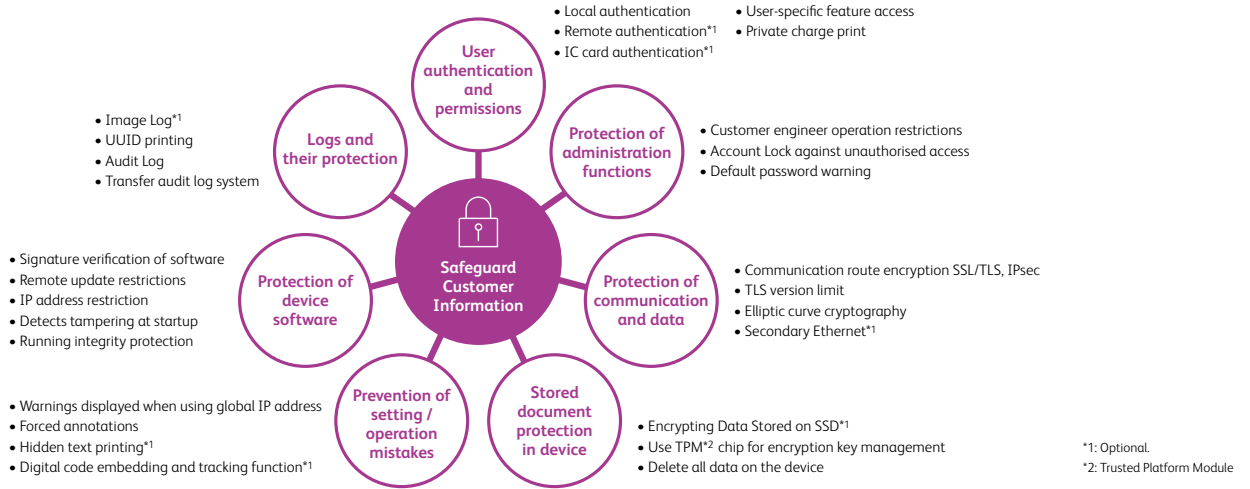 • Local authentication
• Remote authentication*1
• IC card authentication*1
• User-specific feature access
• Private charge print
User
authentication
and
permissions
• Image Log*1
• UUID printing
• Audit Log
• Transfer audit log system
Logs and
their protection
Protection of
administration
functions
• Customer engineer operation restrictions
• Account Lock against unauthorised access
• Default password warning
Safeguard
Customer
Information
• Signature verification of software
• Remote update restrictions
• IP address restriction
• Detects tampering at startup
• Running integrity protection
Protection of
device
software
Protection of
communication
and data
• Communication route encryption SSL/TLS, IPsec
• TLS version limit
• Elliptic curve cryptography
• Secondary Ethernet*1
• Warnings displayed when using global IP address
• Forced annotations
• Hidden text printing*1
• Digital code embedding and tracking function*1
Prevention of
setting /
operation
mistakes
Stored
document
protection
in device
• Encrypting Data Stored on SSD*1
• Use TPM*2 chip for encryption key management
• Delete all data on the device
*1: Optional.
*2: Trusted Platform Module